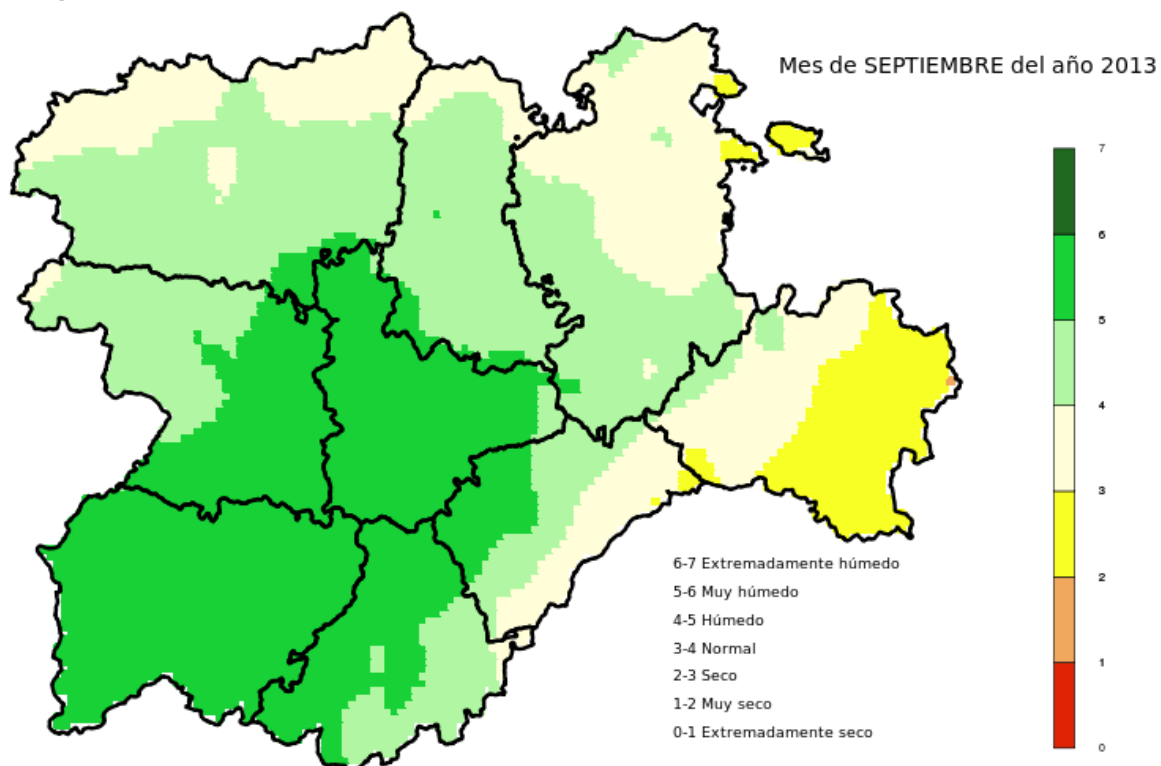 Mes de SEPTIEMBRE del año 2013
7
6
5
4
3
2
1
0
6-7 Extremadamente húmedo
5-6 Muy húmedo
4-5 Húmedo
3-4 Normal
2-3 Seco
1-2 Muy seco
0-1 Extremadamente seco